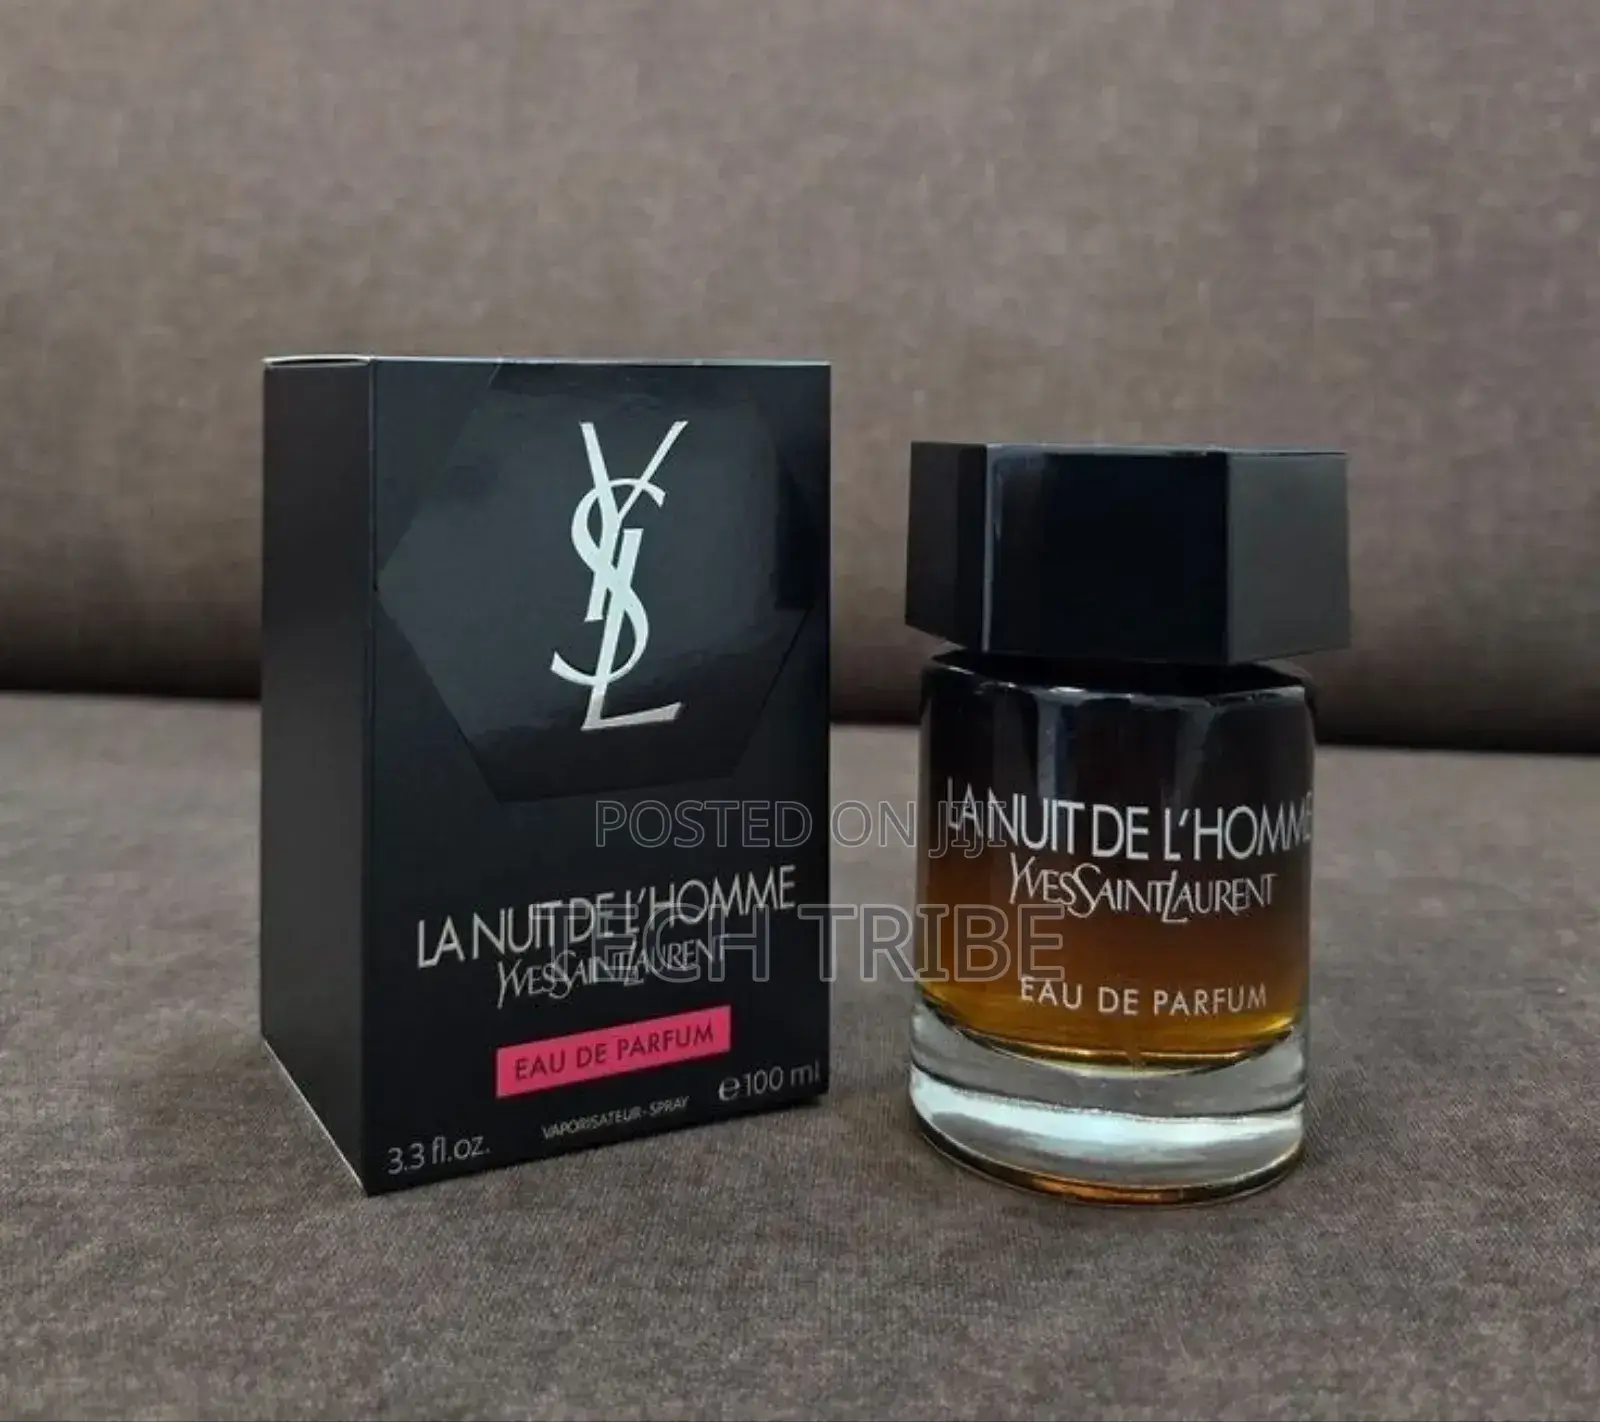 YSL
LA NUIT DE L'HOMME
YVESSAINTLAURENT
EAU DE PARFUM
℮100 ml
VAPORISATEUR-SPRAY
3.3 fl.oz.
LA NUIT DE L'HOMME
YVESSAINTLAURENT
EAU DE PARFUM
POSTED ON JIJI
TECH TRIBE